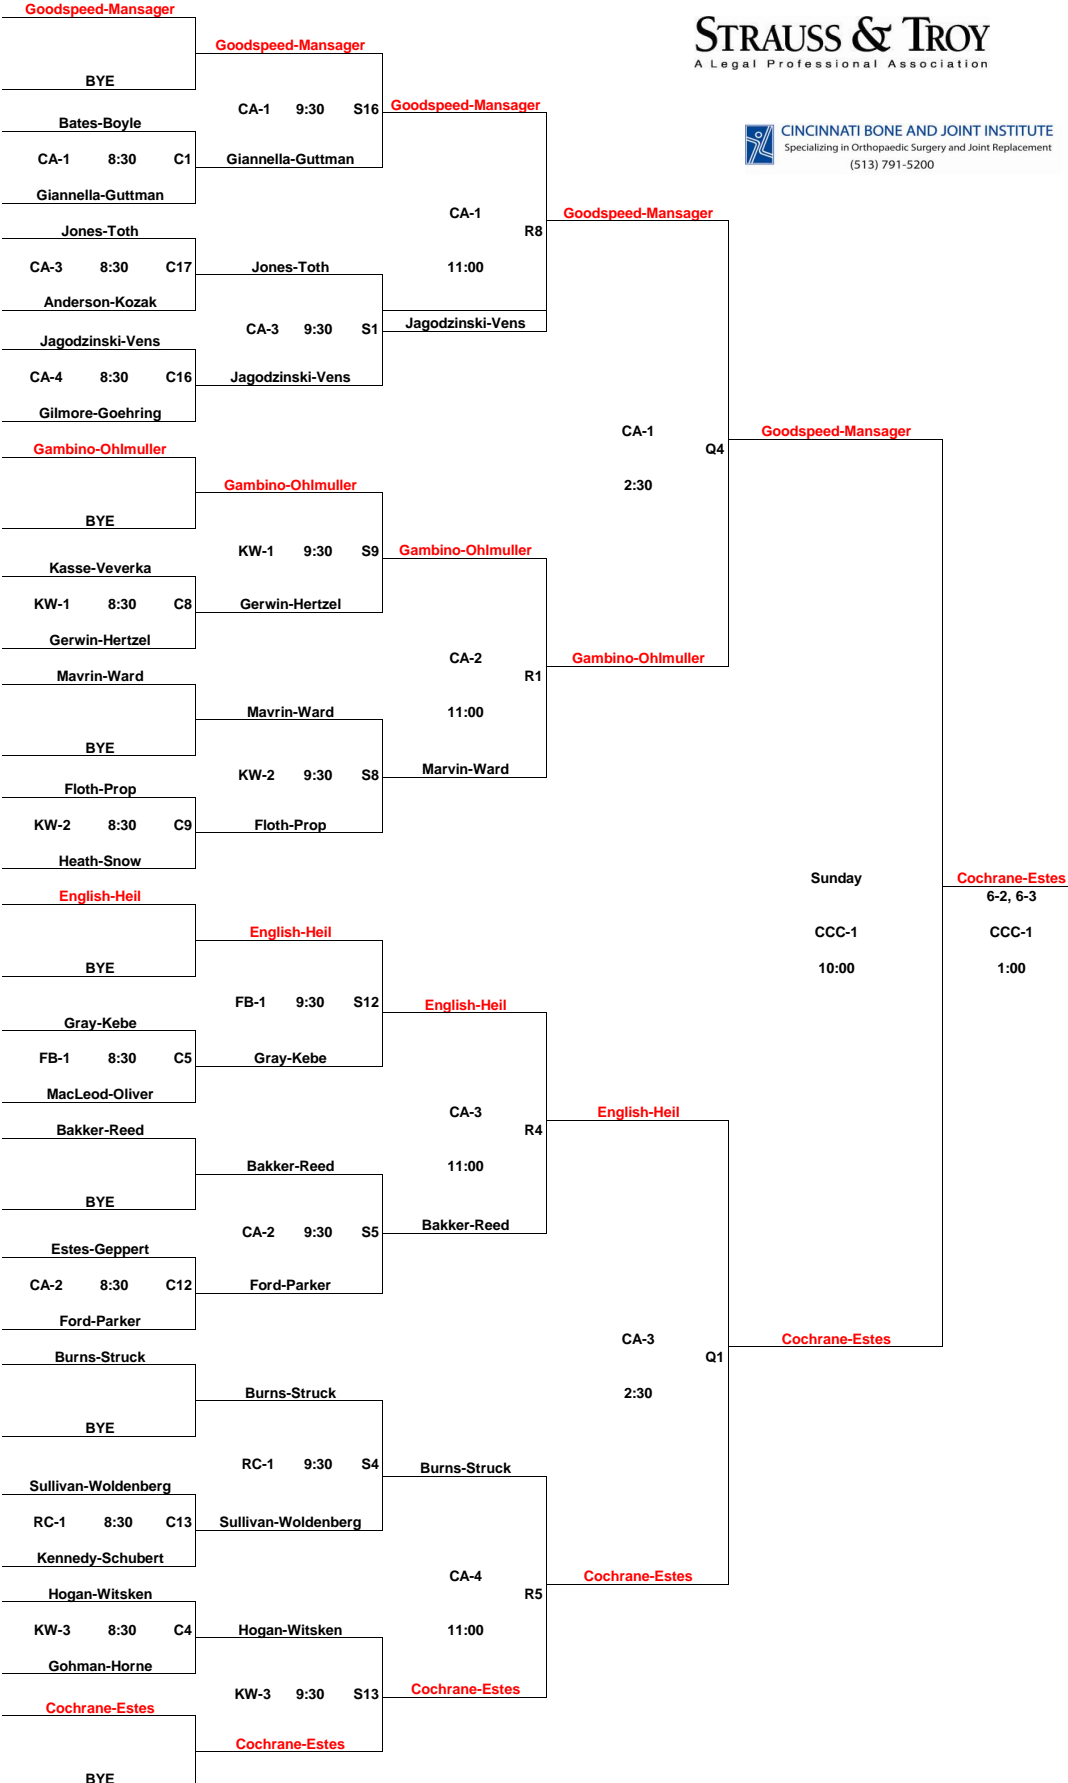 Goodspeed-Mansager
STRAUSS & TROY
A Legal Professional Association
Goodspeed-Mansager
BYE
CA-1 9:30 S16
Goodspeed-Mansager
Bates-Boyle
CINCINNATI BONE AND JOINT INSTITUTE
Specializing in Orthopaedic Surgery and Joint Replacement
(513) 791-5200
CA-1 8:30 C1
Giannella-Guttman
Giannella-Guttman
CA-1
Goodspeed-Mansager
Jones-Toth
R8
CA-3 8:30 C17
Jones-Toth
11:00
Anderson-Kozak
CA-3 9:30 S1
Jagodzinski-Vens
Jagodzinski-Vens
CA-4 8:30 C16
Jagodzinski-Vens
Gilmore-Goehring
CA-1
Goodspeed-Mansager
Gambino-Ohlmuller
Q4
Gambino-Ohlmuller
2:30
BYE
KW-1 9:30 S9
Gambino-Ohlmuller
Kasse-Veverka
KW-1 8:30 C8
Gerwin-Hertzel
Gerwin-Hertzel
CA-2
Gambino-Ohlmuller
Mavrin-Ward
R1
Mavrin-Ward
11:00
BYE
KW-2 9:30 S8
Marvin-Ward
Floth-Prop
KW-2 8:30 C9
Floth-Prop
Heath-Snow
Sunday
Cochrane-Estes
English-Heil
6-2, 6-3
English-Heil
CCC-1
CCC-1
BYE
10:00
1:00
FB-1 9:30 S12
English-Heil
Gray-Kebe
FB-1 8:30 C5
Gray-Kebe
MacLeod-Oliver
CA-3
English-Heil
Bakker-Reed
R4
Bakker-Reed
11:00
BYE
CA-2 9:30 S5
Bakker-Reed
Estes-Geppert
CA-2 8:30 C12
Ford-Parker
Ford-Parker
CA-3
Cochrane-Estes
Burns-Struck
Q1
Burns-Struck
2:30
BYE
RC-1 9:30 S4
Burns-Struck
Sullivan-Woldenberg
RC-1 8:30 C13
Sullivan-Woldenberg
Kennedy-Schubert
CA-4
Cochrane-Estes
Hogan-Witsken
R5
KW-3 8:30 C4
Hogan-Witsken
11:00
Gohman-Horne
KW-3 9:30 S13
Cochrane-Estes
Cochrane-Estes
Cochrane-Estes
BYE